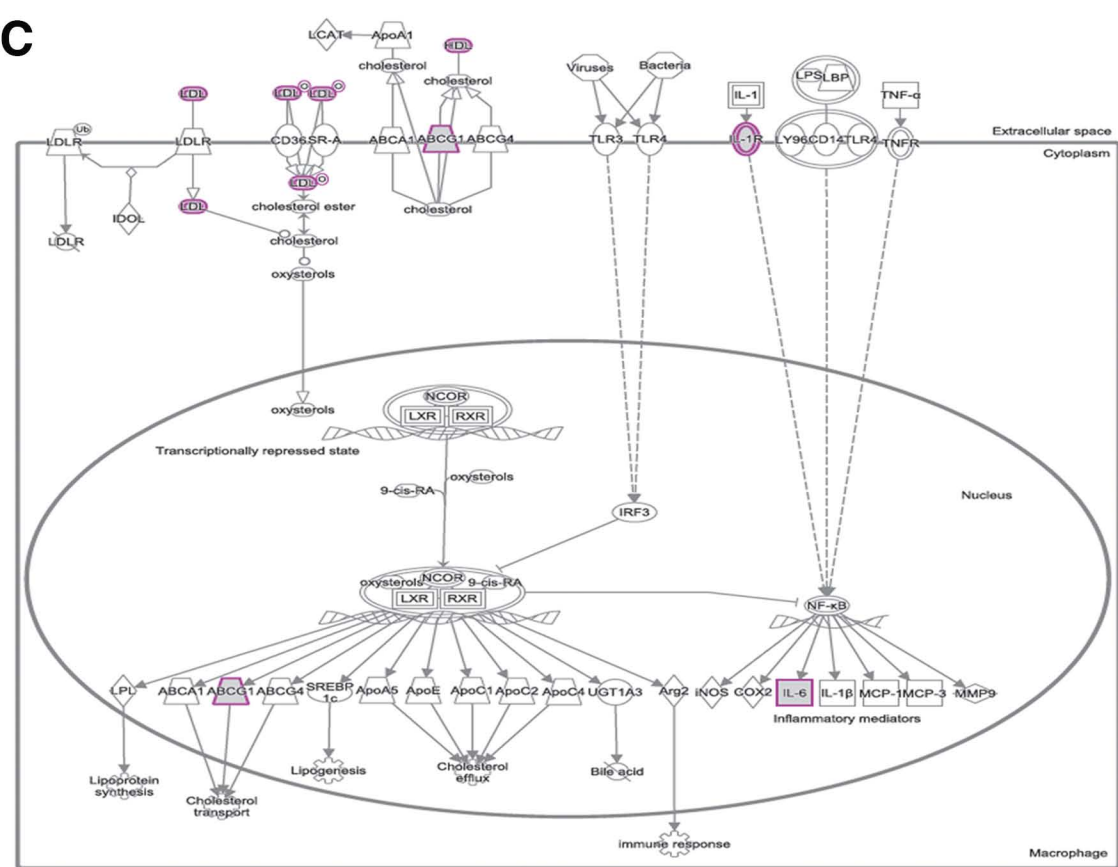 C
LCAT
ApoA1
HDL
cholesterol
cholesterol
Viruses
Bacteria
LDL
LDL
O
LDL
O
IL-1
LPS
LBP
TNF-α
Ub
LDLR
LDLR
CD36
SR-A
ABCA1
ABCG1
ABCG4
TLR3
TLR4
IL-1R
LY96
CD14
TLR4
TNFR
Extracellular space
Cytoplasm
LDL
O
LDL
cholesterol ester
cholesterol
IDOL
LDLR
cholesterol
oxysterols
oxysterols
NCOR
LXR
RXR
Transcriptionally repressed state
oxysterols
9-cis-RA
Nucleus
IRF3
oxysterols
NCOR
9-cis-RA
LXR
RXR
NF-κB
LPL
ABCA1
ABCG1
ABCG4
SREBP
1c
ApoA5
ApoE
ApoC1
ApoC2
ApoC4
UGT1A3
Arg2
iNOS
COX2
IL-6
IL-1β
MCP-1
MCP-3
MMP9
Inflammatory mediators
Lipoprotein
synthesis
Cholesterol
transport
Lipogenesis
Cholesterol
efflux
Bile acid
immune response
Macrophage